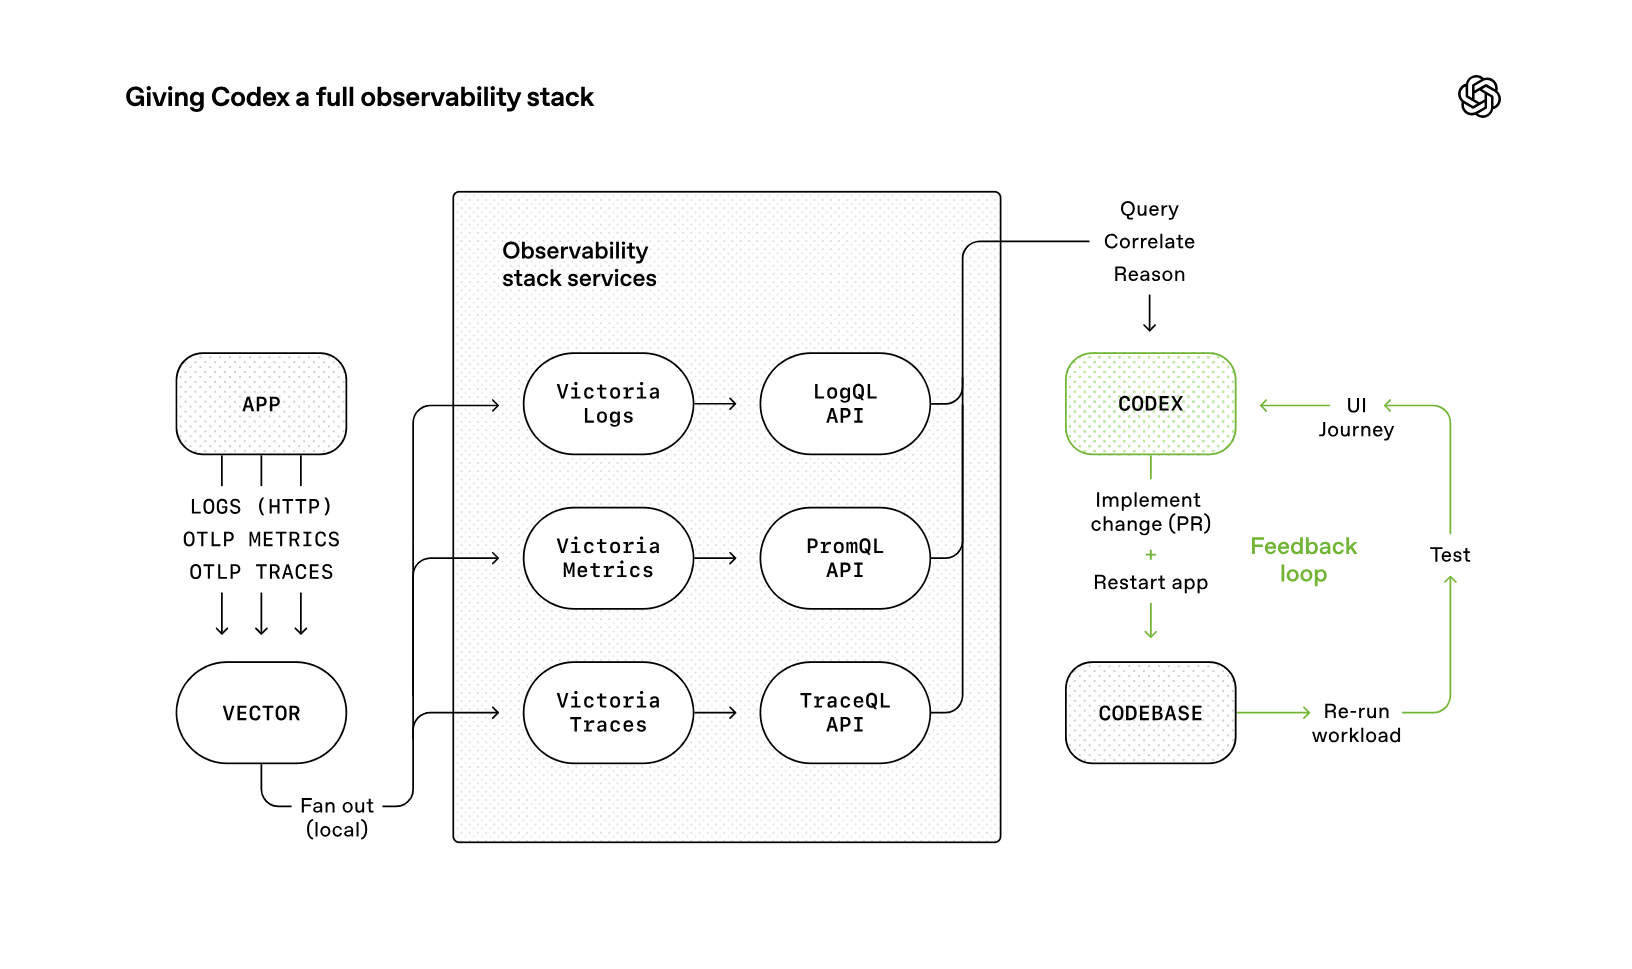 Giving Codex a full observability stack
Observability
stack services
APP
LOGS (HTTP)
OTLP METRICS
OTLP TRACES
VECTOR
Fan out
(local)
Victoria
Logs
LogQL
API
Victoria
Metrics
PromQL
API
Victoria
Traces
TraceQL
API
Query
Correlate
Reason
CODEX
Implement
change (PR)
+
Restart app
CODEBASE
Re-run
workload
Test
UI
Journey
Feedback
loop